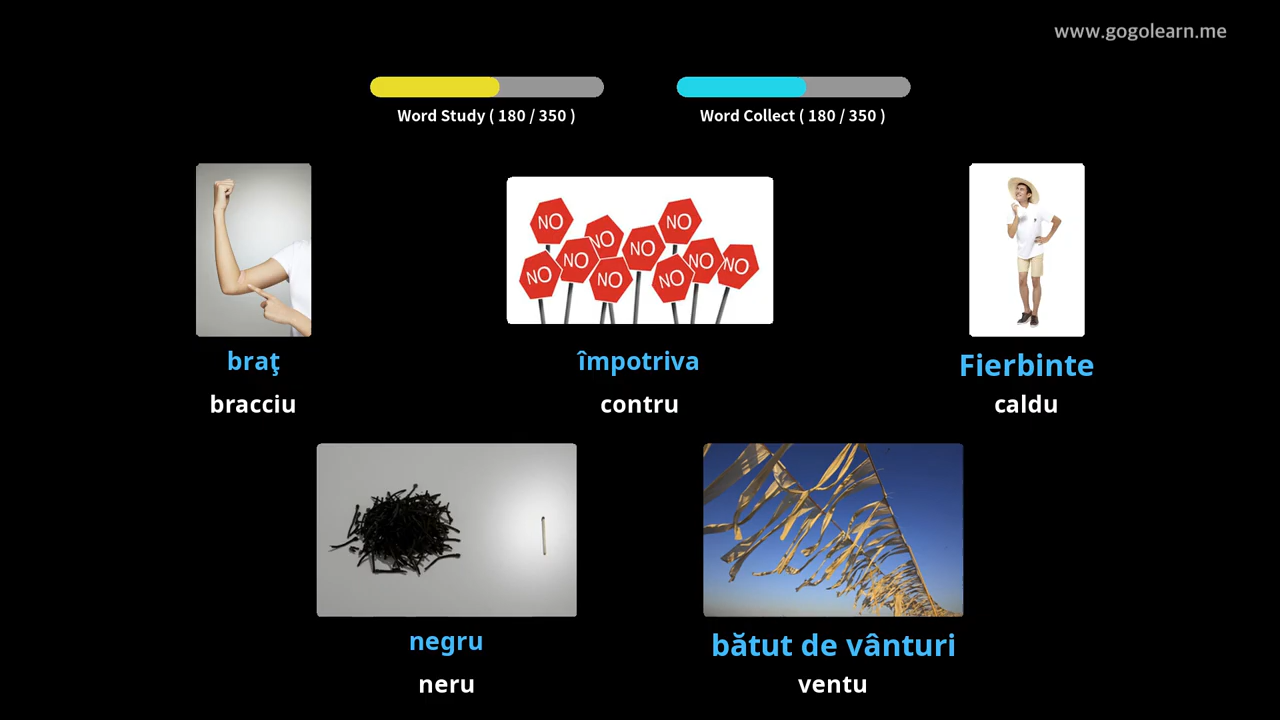 www.gogolearn.me
Word Study ( 180 / 350 )
Word Collect ( 180 / 350 )
NO
NO
NO
NO
NO
NO
NO
NO
NO
NO
braţ
împotriva
Fierbinte
bracciu
contru
caldu
negru
bătut de vânturi
neru
ventu